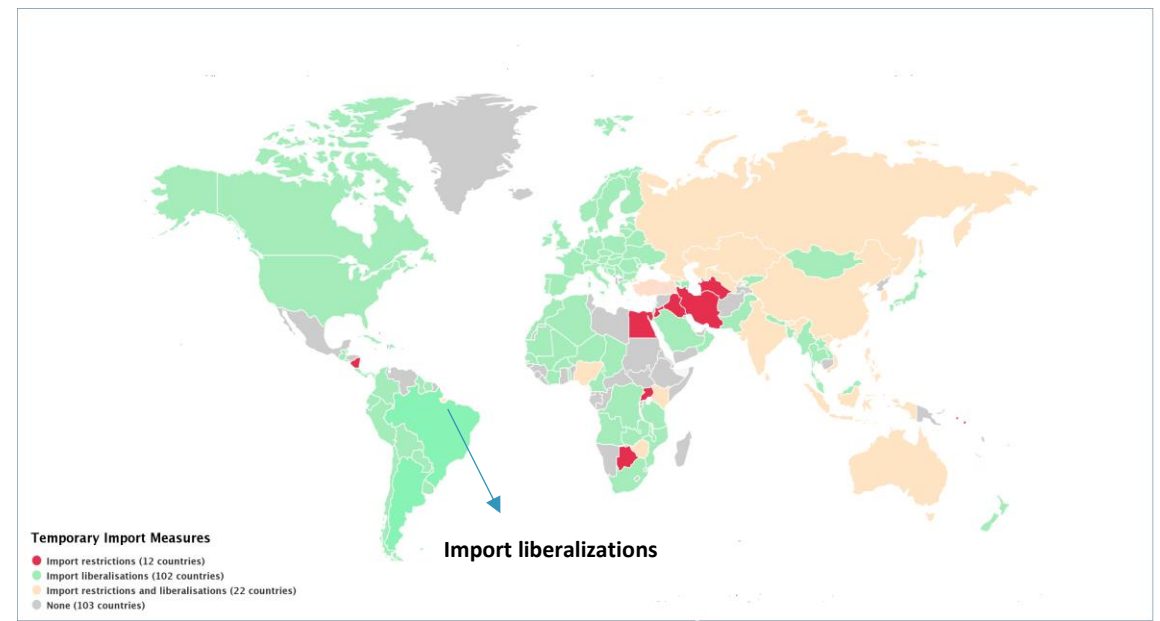 Import liberalizations
Temporary Import Measures
Import restrictions (12 countries)
Import liberalisations (102 countries)
Import restrictions and liberalisations (22 countries)
None (103 countries)